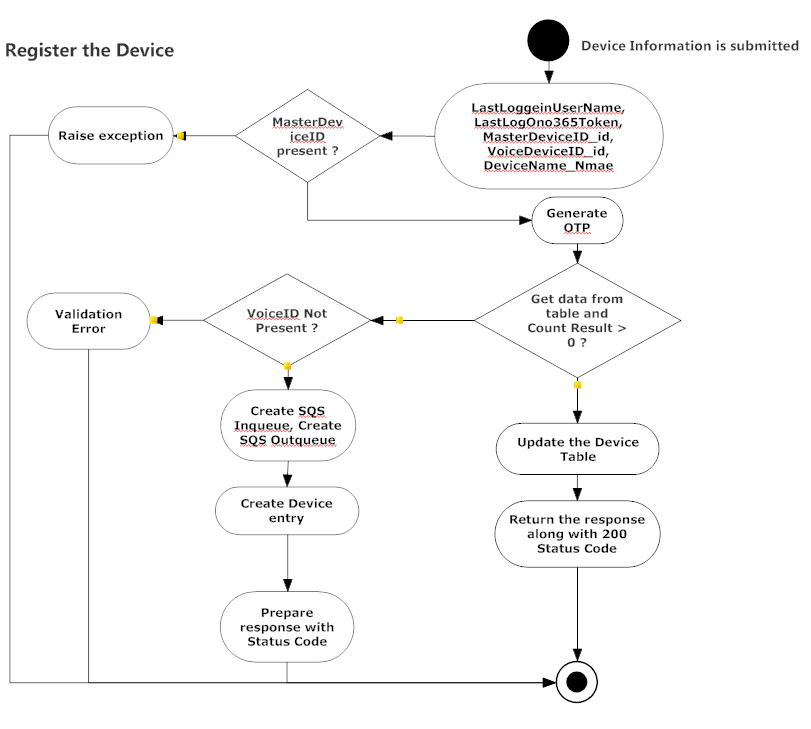 Register the Device
Device Information is submitted
LastLoggeinUserName,
LastLogOno365Token,
MasterDeviceID_id,
VoiceDeviceID_id,
DeviceName_Nmae
MasterDev
iceID
present ?
Raise exception
Generate
OTP
Get data from
table and
Count Result >
0 ?
VoiceID Not
Present ?
Validation
Error
Create SQS
Inqueue, Create
SQS Outqueue
Update the Device
Table
Create Device
entry
Return the response
along with 200
Status Code
Prepare
response with
Status Code